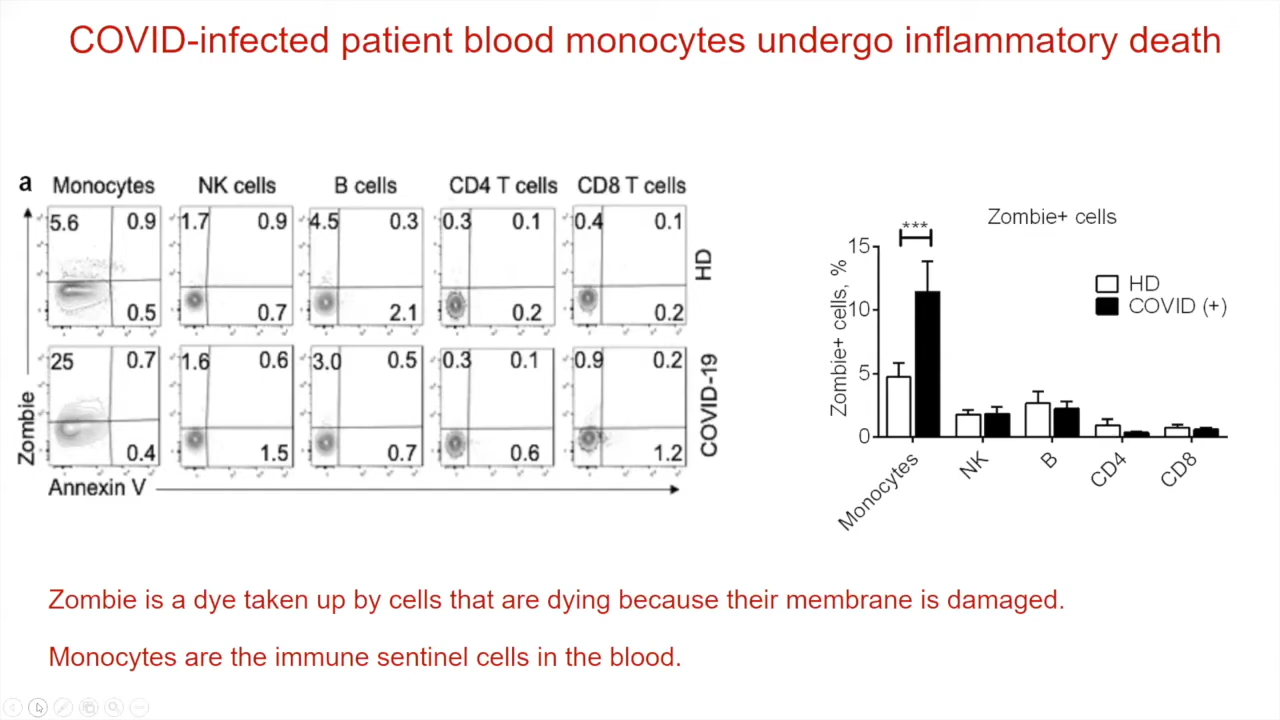 COVID-infected patient blood monocytes undergo inflammatory death
a Monocytes NK cells B cells CD4 T cells CD8 T cells
5.6 0.9 1.7 0.9 4.5 0.3 0.3 0.1 0.4 0.1
HD
0.5 0.7 2.1 0.2 0.2
25 0.7 1.6 0.6 3.0 0.5 0.3 0.1 0.9 0.2
COVID-19
0.4 1.5 0.7 0.6 1.2
Zombie
Annexin V
Zombie+ cells
***
Zombie+ cells, %
15
10
5
0
HD
COVID (+)
Monocytes NK B CD4 CD8
Zombie is a dye taken up by cells that are dying because their membrane is damaged.
Monocytes are the immune sentinel cells in the blood.